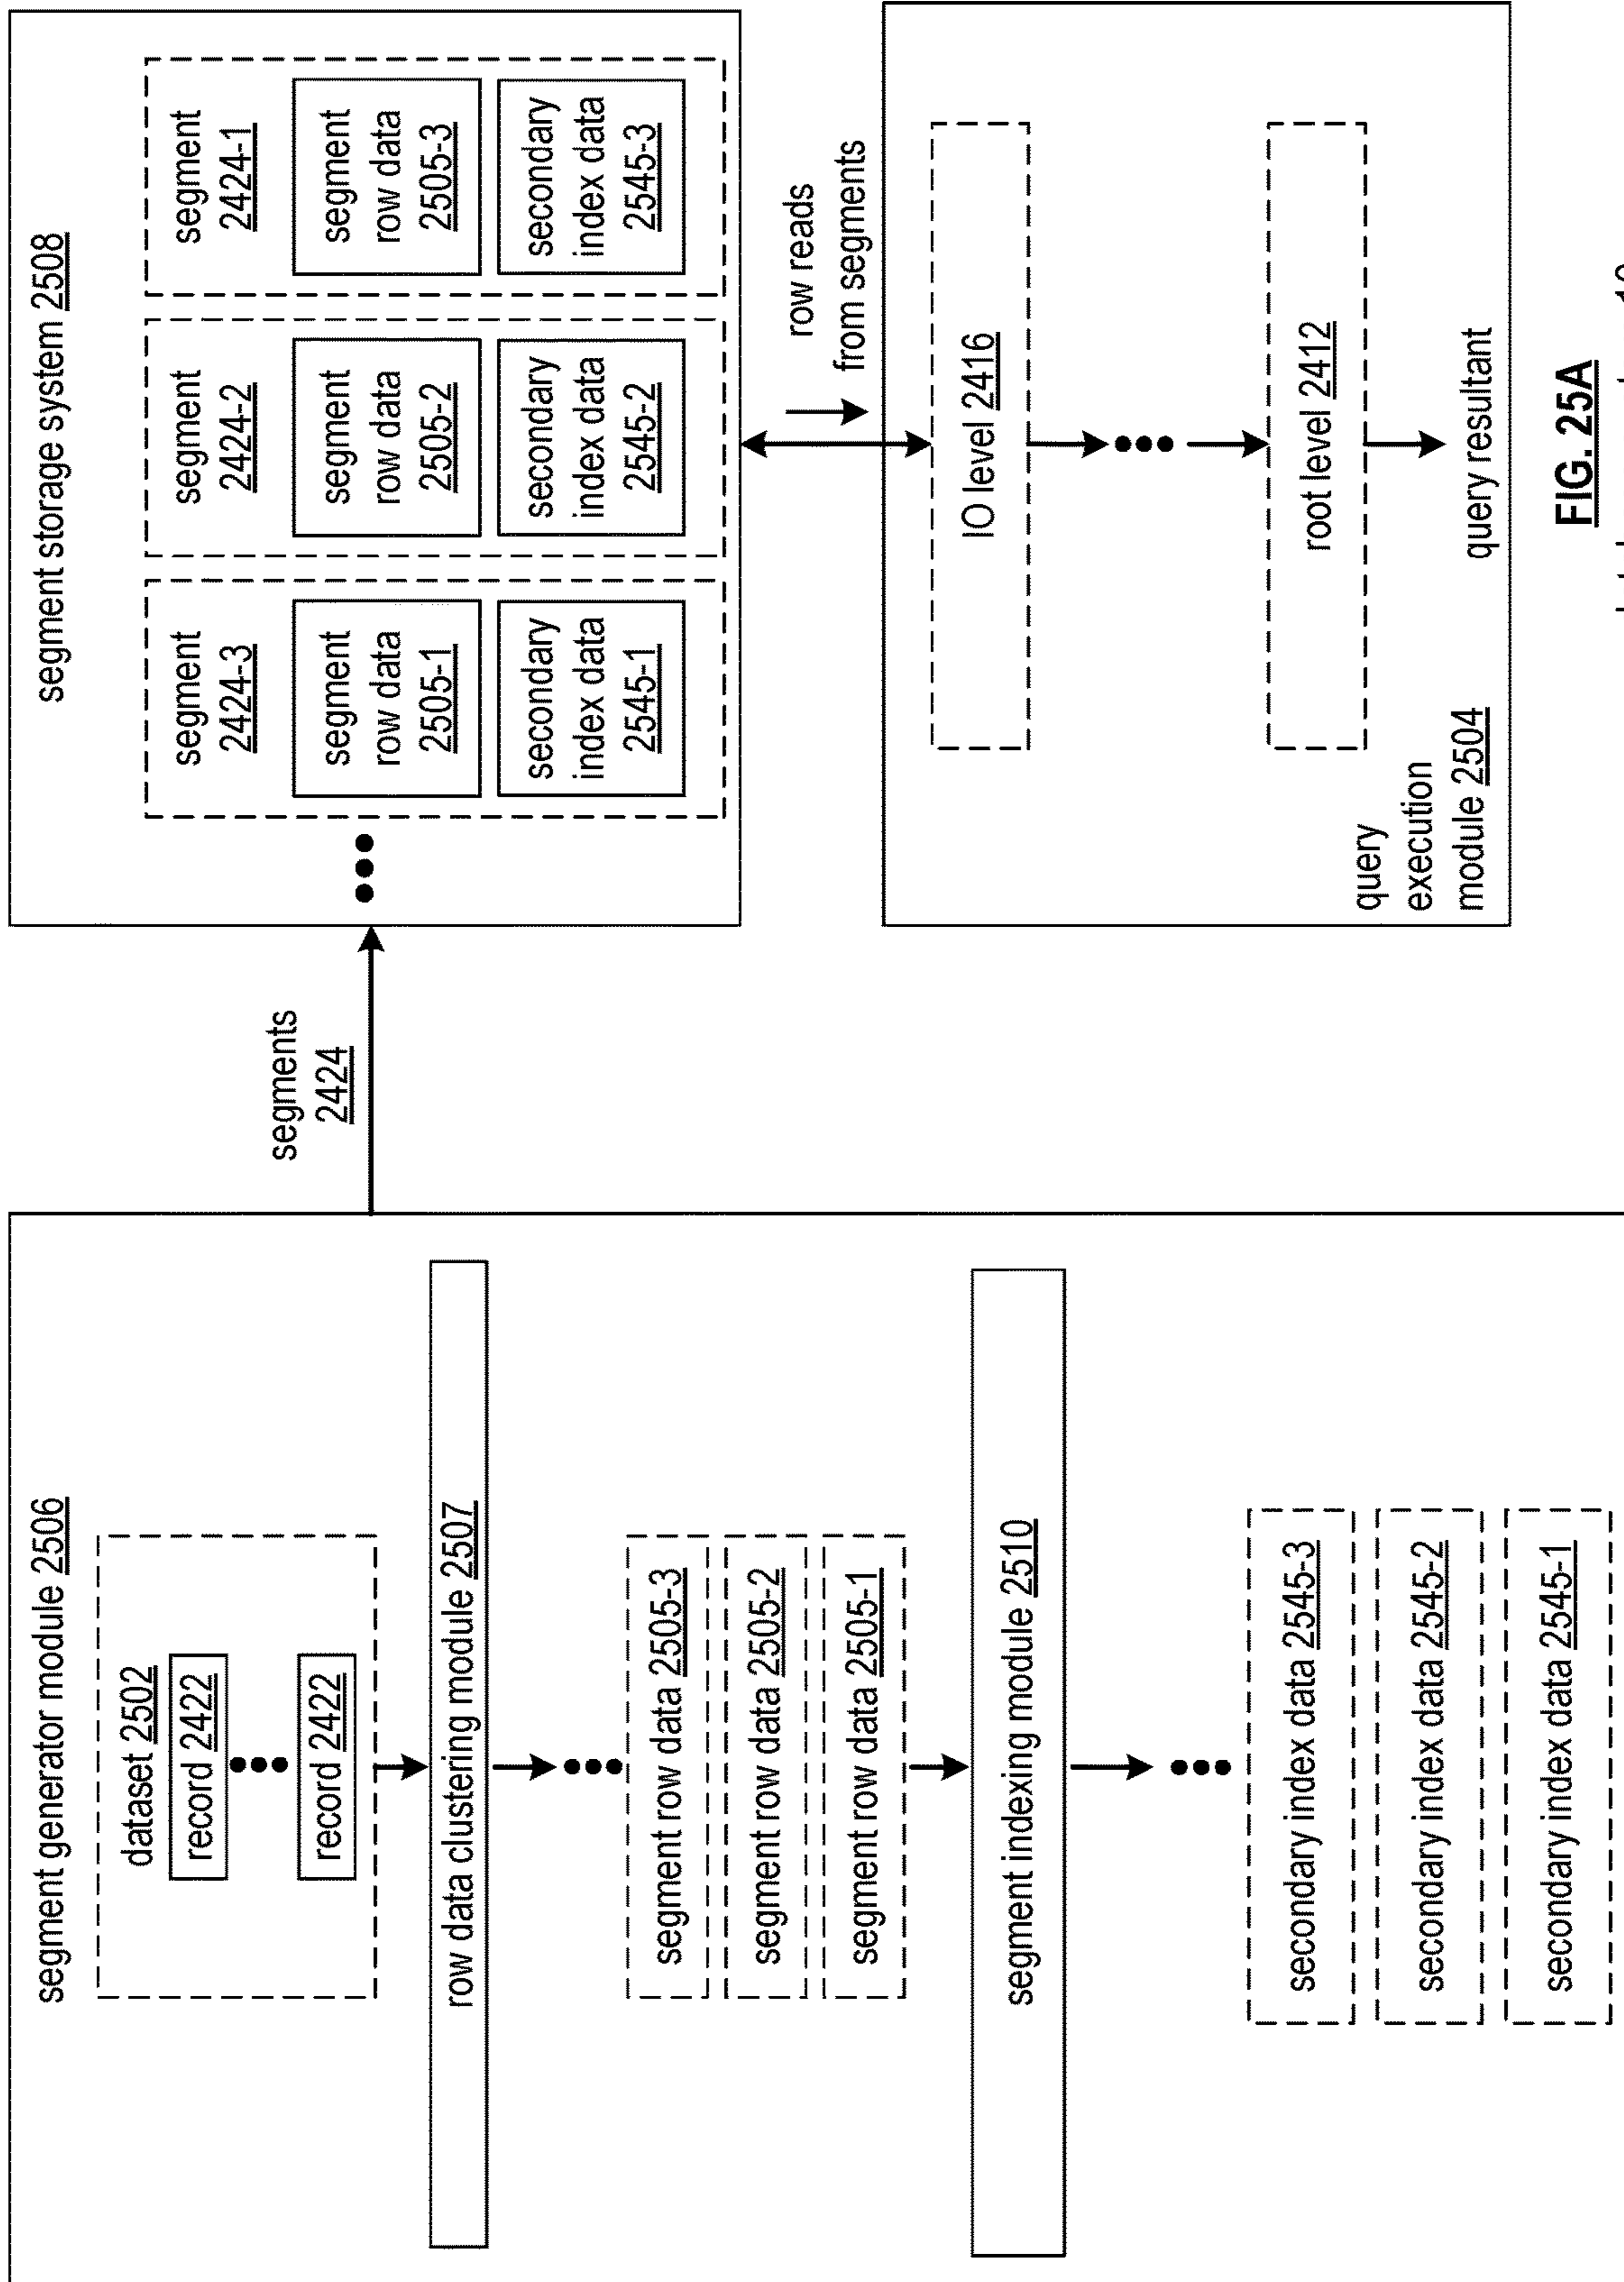 segment generator module 2506
dataset 2502
record 2422
record 2422
row data clustering module 2507
segment row data 2505-3
segment row data 2505-2
segment row data 2505-1
segment indexing module 2510
secondary index data 2545-3
secondary index data 2545-2
secondary index data 2545-1
segments
2424
segment storage system 2508
segment
2424-3
segment
row data
2505-1
secondary
index data
2545-1
segment
2424-2
segment
row data
2505-2
secondary
index data
2545-2
segment
2424-1
segment
row data
2505-3
secondary
index data
2545-3
row reads
from segments
IO level 2416
root level 2412
query resultant
query
execution
module 2504
FIG. 25A